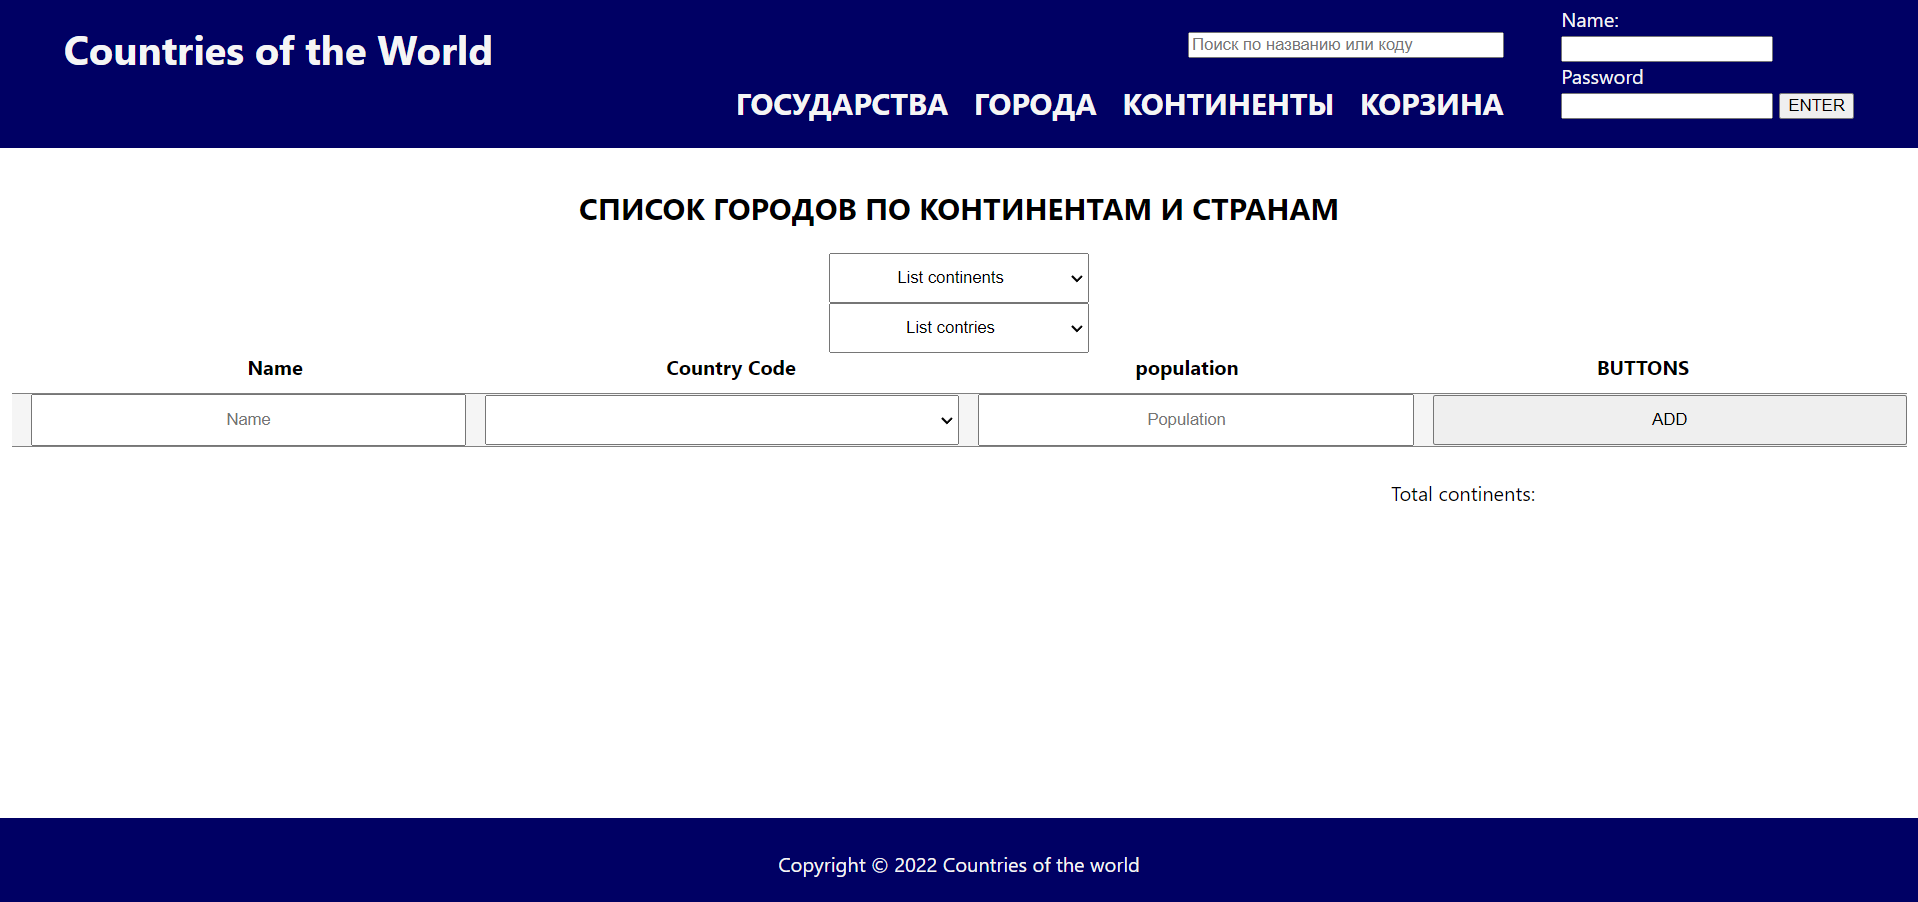 Countries of the World
Поиск по названию или коду
ГОСУДАРСТВА ГОРОДА КОНТИНЕНТЫ КОРЗИНА
Name:
Password
ENTER
СПИСОК ГОРОДОВ ПО КОНТИНЕНТАМ И СТРАНАМ
List continents
List contries
Name Country Code population BUTTONS
Name Population ADD
Total continents:
Copyright © 2022 Countries of the world